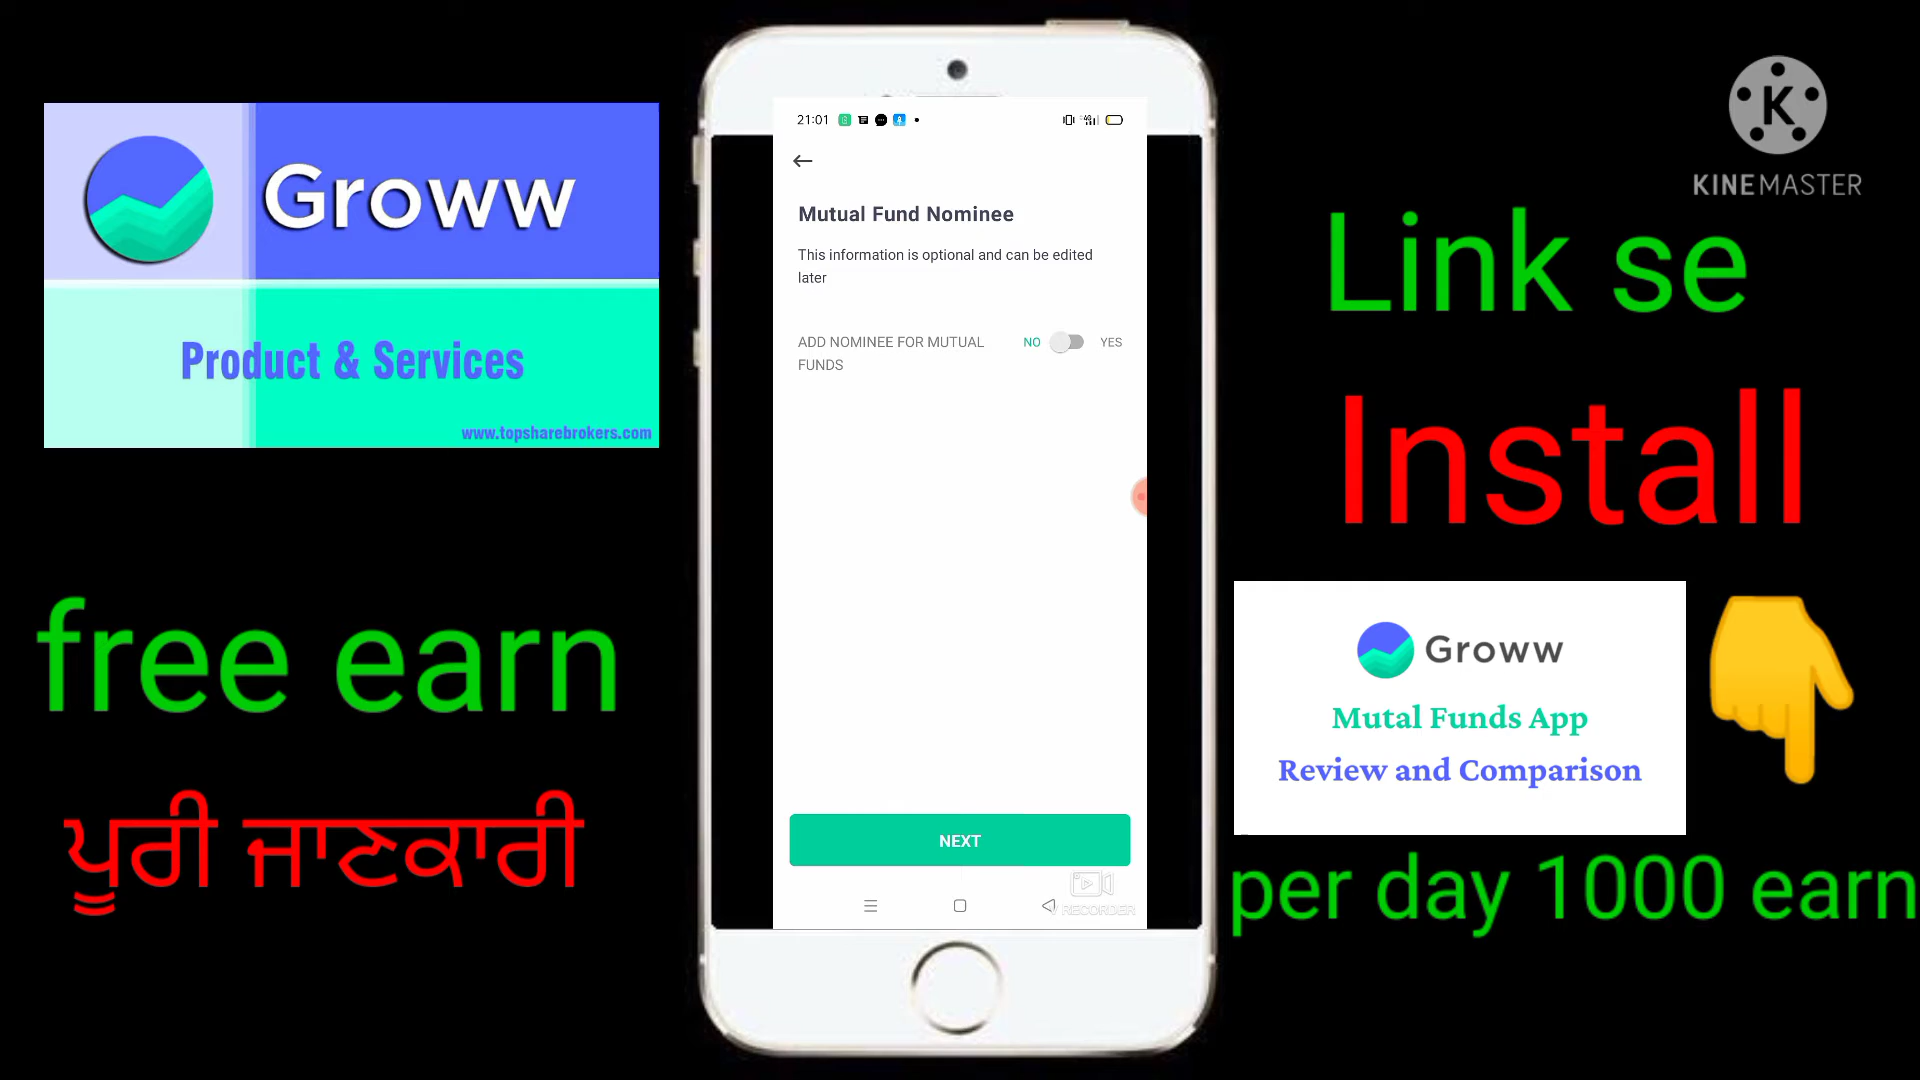 Groww
Product & Services
www.topsharebrokers.com
free earn
ਪੂਰੀ ਜਾਣਕਾਰੀ
21:01
4G
Mutual Fund Nominee
This information is optional and can be edited
later
ADD NOMINEE FOR MUTUAL
FUNDS
NO
YES
NEXT
V RECORDER
K
KINEMASTER
Link se
Install
Groww
Mutal Funds App
Review and Comparison
per day 1000 earn